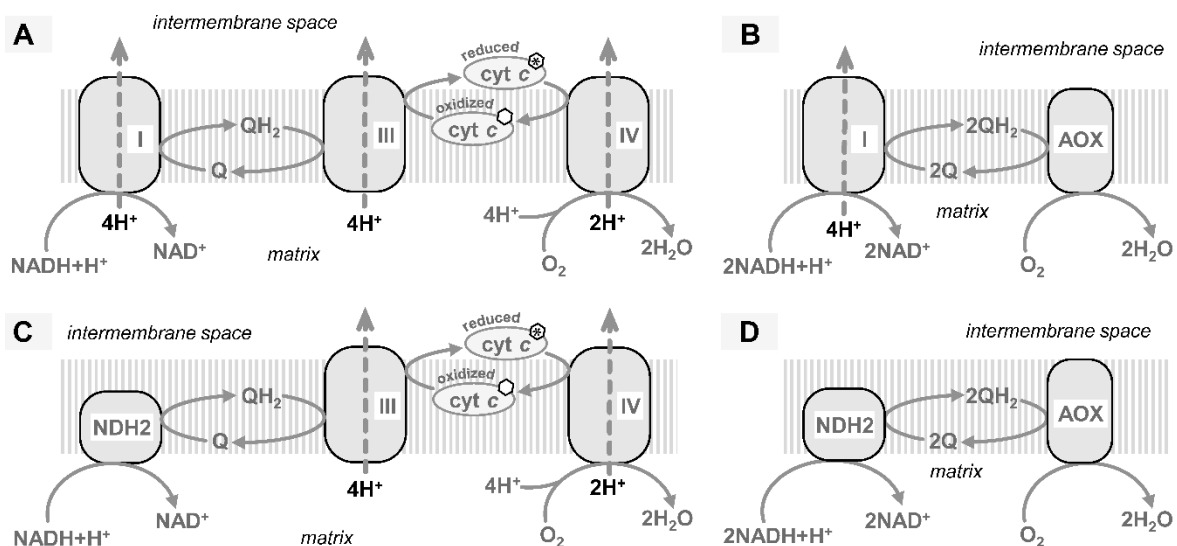 A
intermembrane space
reduced
cyt c
oxidized
cyt c
I
QH₂
Q
III
IV
4H⁺
4H⁺
4H⁺
2H⁺
NADH+H⁺
NAD⁺
matrix
O₂
2H₂O
B
intermembrane space
I
2QH₂
2Q
AOX
matrix
4H⁺
2NADH+H⁺
2NAD⁺
O₂
2H₂O
C
intermembrane space
reduced
cyt c
oxidized
cyt c
NDH2
QH₂
Q
III
IV
4H⁺
4H⁺
2H⁺
NADH+H⁺
NAD⁺
matrix
O₂
2H₂O
D
intermembrane space
NDH2
2QH₂
2Q
AOX
matrix
2NADH+H⁺
2NAD⁺
O₂
2H₂O